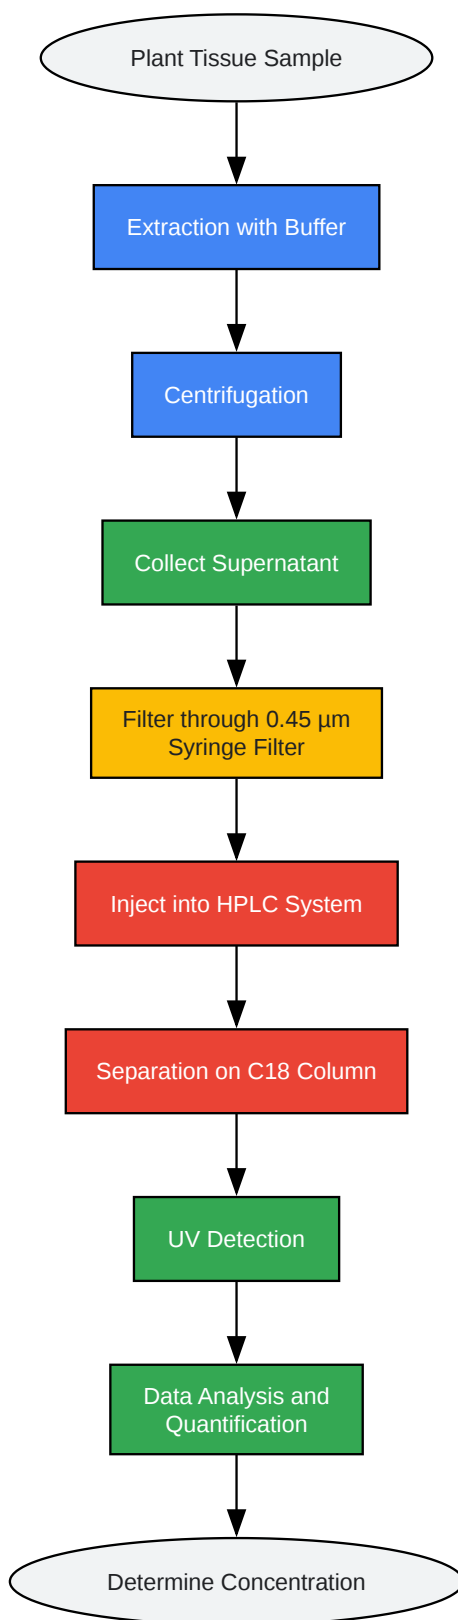 Plant Tissue Sample
Extraction with Buffer
Centrifugation
Collect Supernatant
Filter through 0.45 µm
Syringe Filter
Inject into HPLC System
Separation on C18 Column
UV Detection
Data Analysis and
Quantification
Determine Concentration